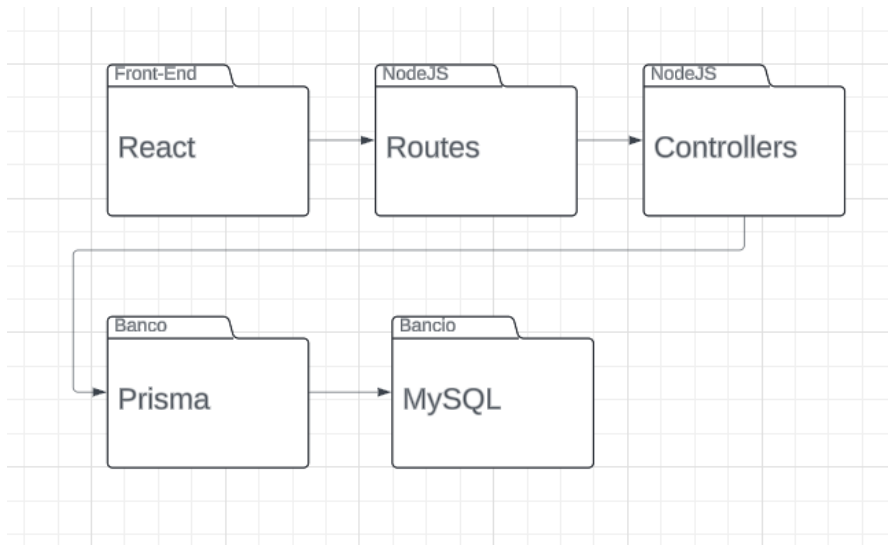 Front-End
React
NodeJS
Routes
NodeJS
Controllers
Banco
Prisma
Bancio
MySQL